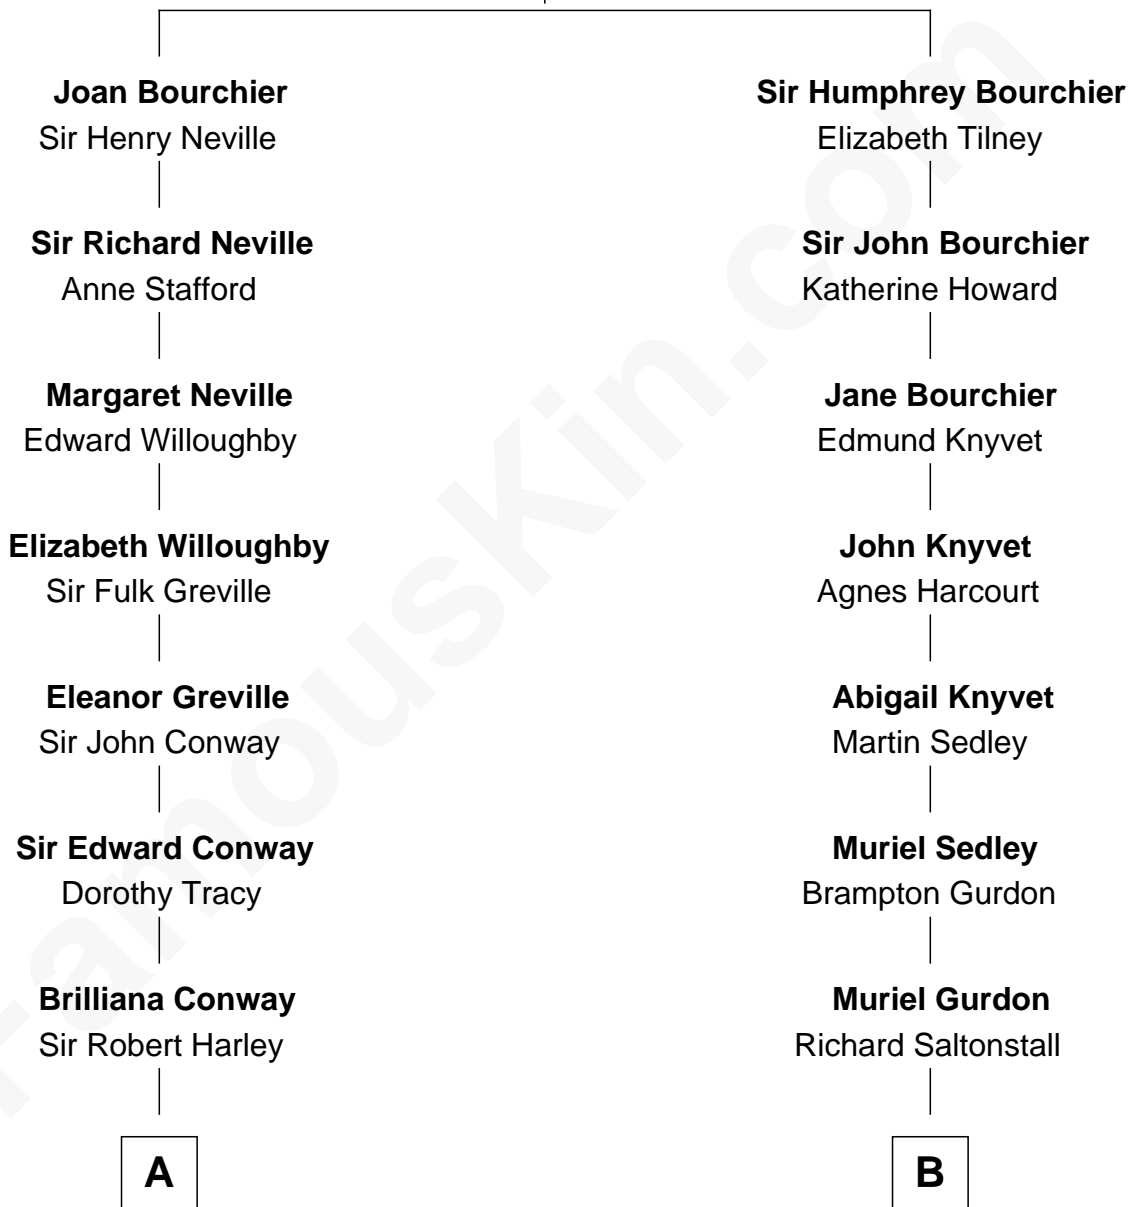 Joan Bourchier
Sir Henry Neville
Sir Richard Neville
Anne Stafford
Margaret Neville
Edward Willoughby
Elizabeth Willoughby
Sir Fulk Greville
Eleanor Greville
Sir John Conway
Sir Edward Conway
Dorothy Tracy
Brilliana Conway
Sir Robert Harley
A
Sir Humphrey Bourchier
Elizabeth Tilney
Sir John Bourchier
Katherine Howard
Jane Bourchier
Edmund Knyvet
John Knyvet
Agnes Harcourt
Abigail Knyvet
Martin Sedley
Muriel Sedley
Brampton Gurdon
Muriel Gurdon
Richard Saltonstall
B
FamousKin.com